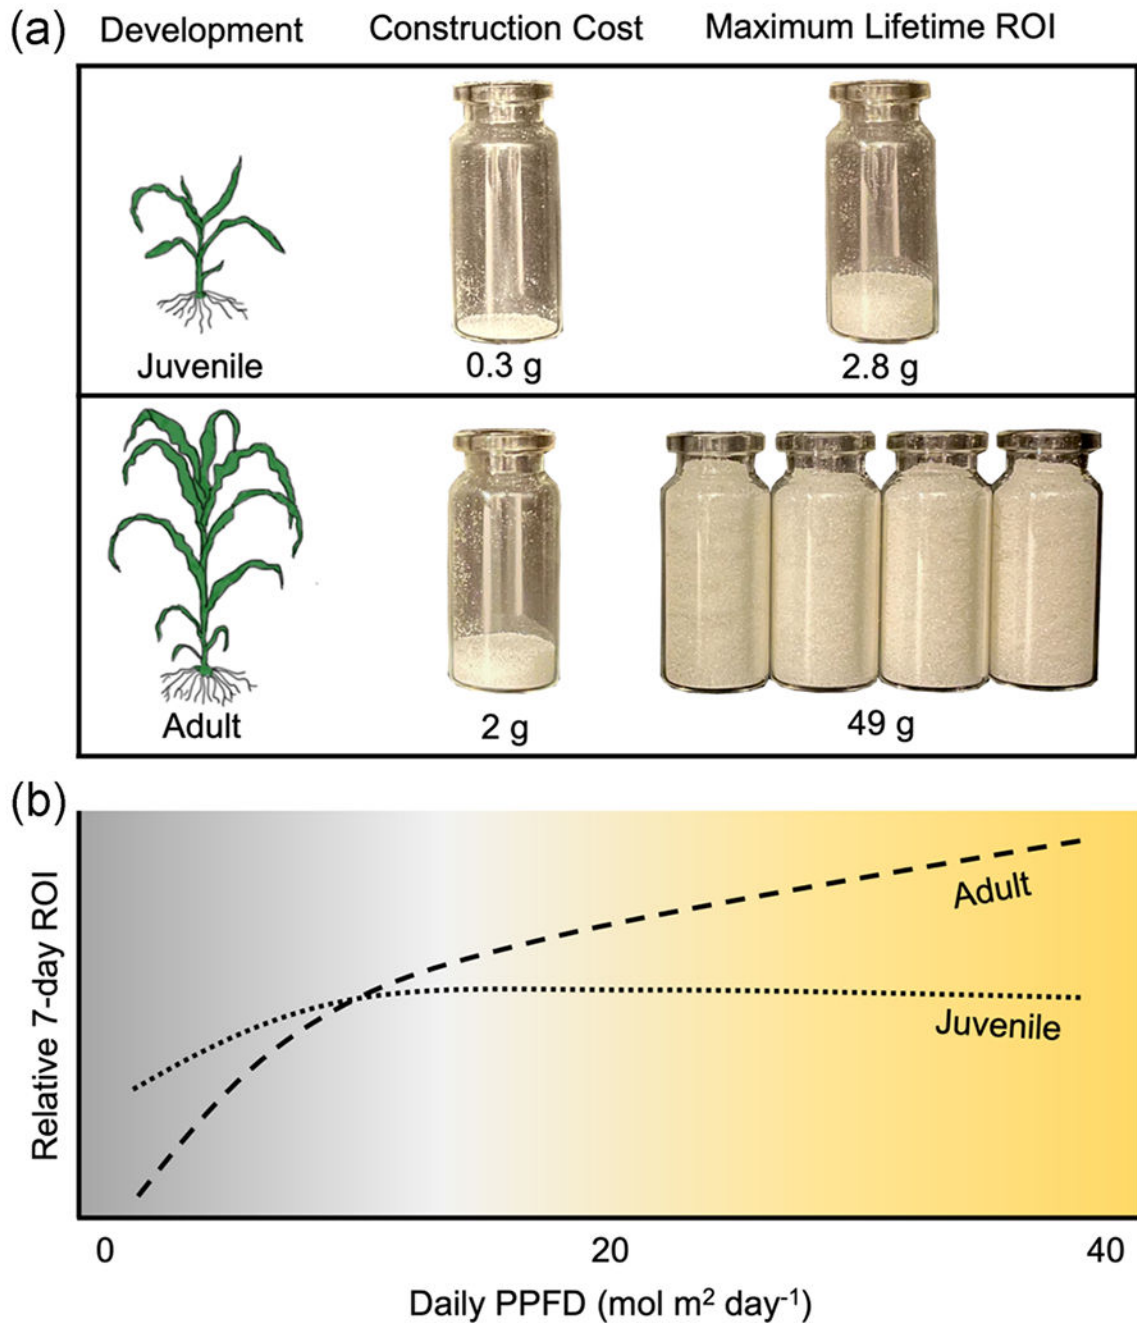 (a) Development Construction Cost Maximum Lifetime ROI
Juvenile 0.3 g 2.8 g
Adult 2 g 49 g
(b)
Relative 7-day ROI
Adult
Juvenile
0 20 40
Daily PPFD (mol m² day⁻¹)